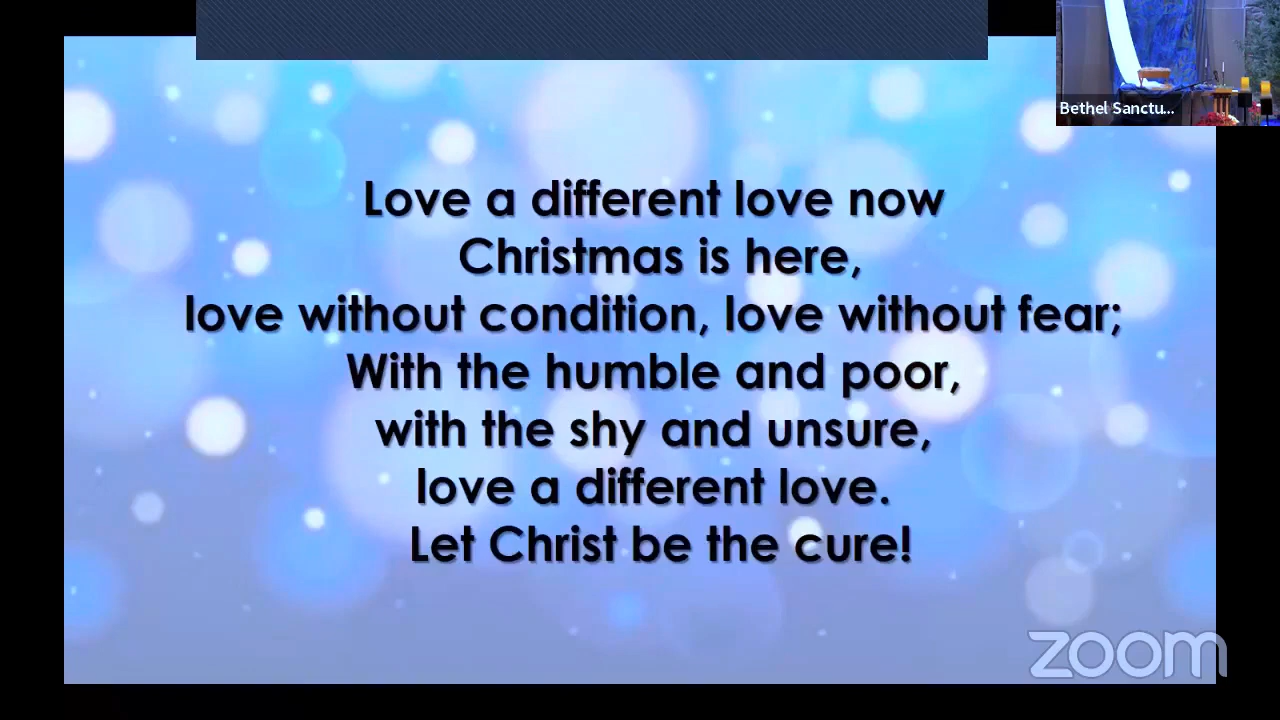 Bethel Sanctu...
Love a different love now
Christmas is here,
love without condition, love without fear;
With the humble and poor,
with the shy and unsure,
love a different love.
Let Christ be the cure!
zoom